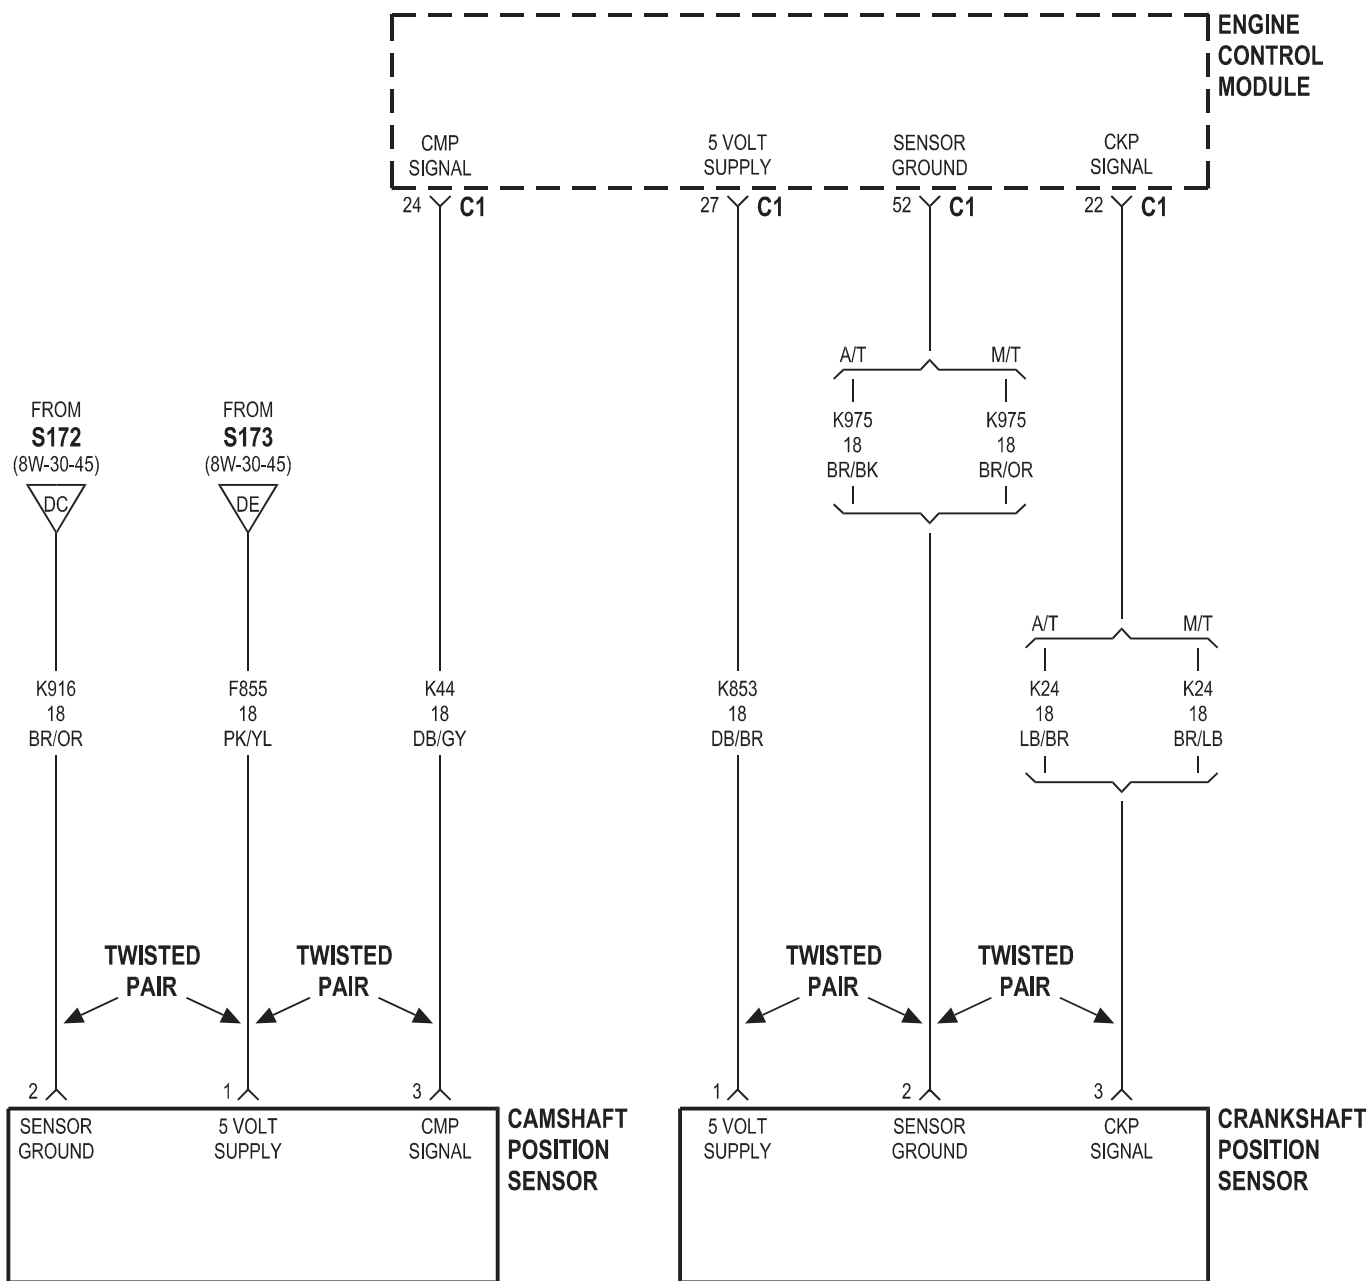 ENGINE
CONTROL
MODULE
CMP
SIGNAL
5 VOLT
SUPPLY
SENSOR
GROUND
CKP
SIGNAL
24 C1
27 C1
52 C1
22 C1
A/T
M/T
K975
18
BR/BK
K975
18
BR/OR
FROM
S172
(8W-30-45)
DC
FROM
S173
(8W-30-45)
DE
A/T
M/T
K916
18
BR/OR
F855
18
PK/YL
K44
18
DB/GY
K853
18
DB/BR
K24
18
LB/BR
K24
18
BR/LB
TWISTED
PAIR
TWISTED
PAIR
TWISTED
PAIR
TWISTED
PAIR
2
1
3
1
2
3
SENSOR
GROUND
5 VOLT
SUPPLY
CMP
SIGNAL
CAMSHAFT
POSITION
SENSOR
5 VOLT
SUPPLY
SENSOR
GROUND
CKP
SIGNAL
CRANKSHAFT
POSITION
SENSOR